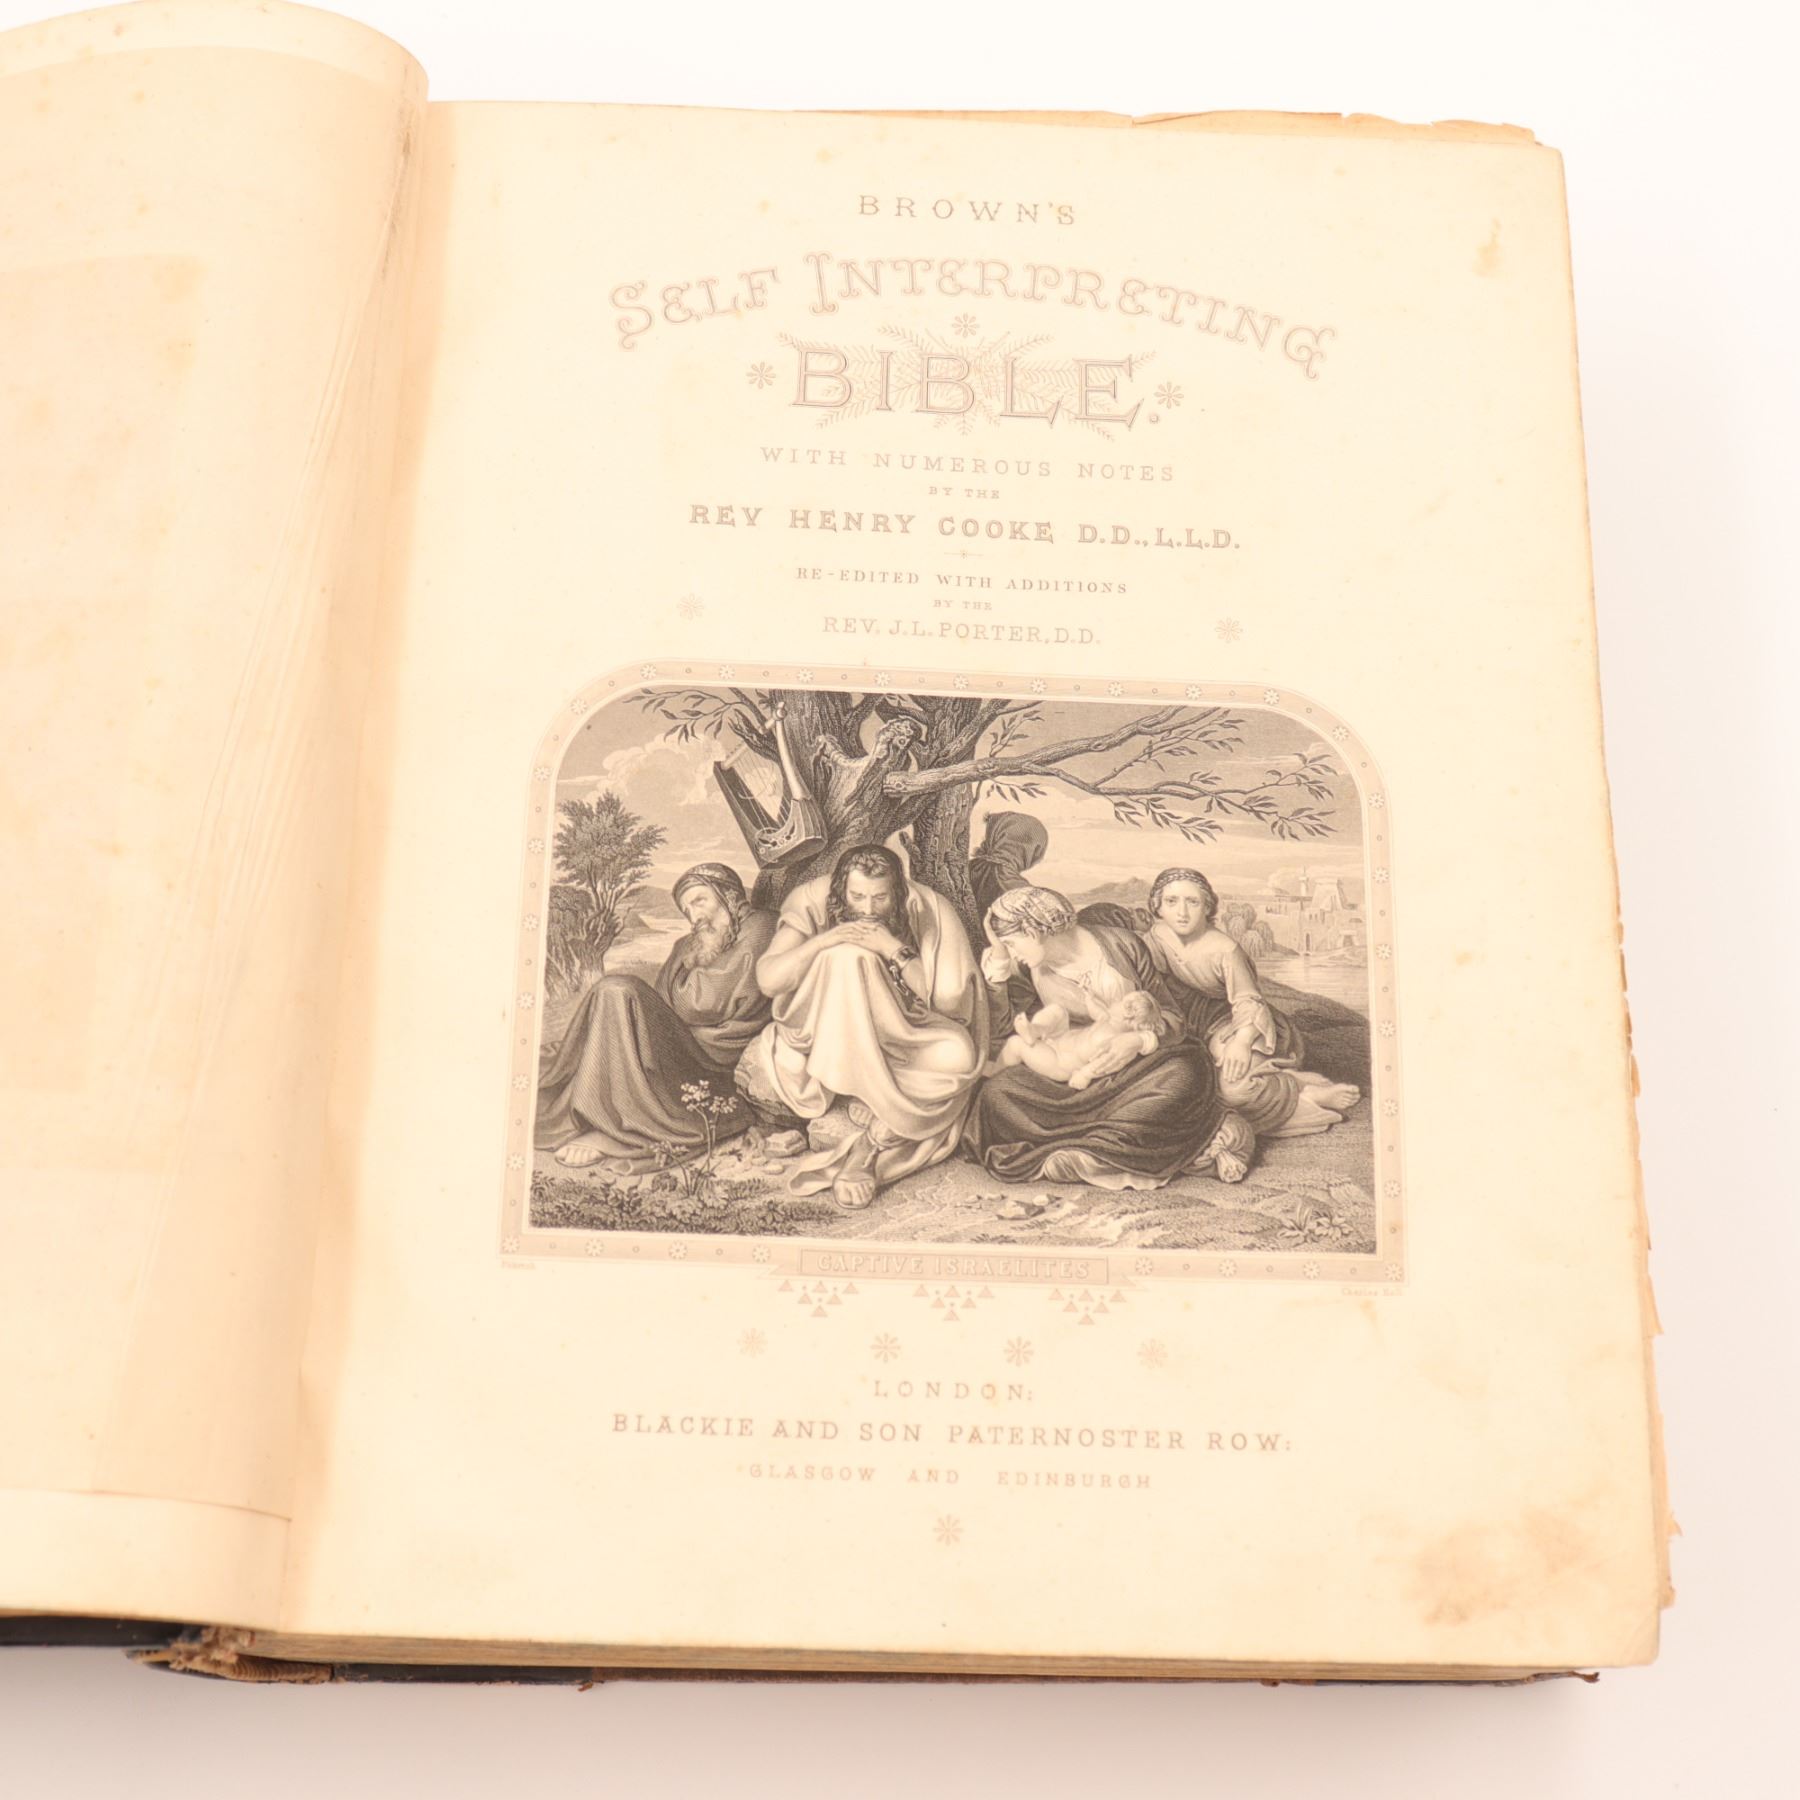 BROWN'S
SELF INTERPRETING
BIBLE.
WITH NUMEROUS NOTES
BY THE
REV HENRY COOKE D.D., L.L.D.
RE-EDITED WITH ADDITIONS
BY THE
REV. J. L. PORTER, D.D.
CAPTIVE ISRAELITES
Charles
LONDON:
BLACKIE AND SON PATERNOSTER ROW:
GLASGOW AND EDINBURGH